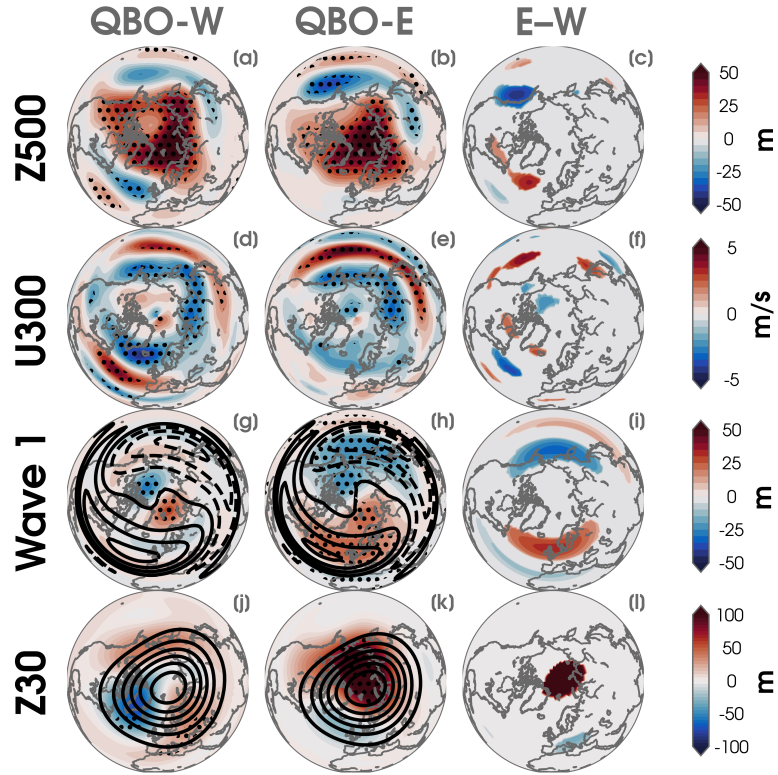 QBO-W QBO-E E–W
(a) (b) (c)
Z500
50
25
0
-25
-50
m
(d) (e) (f)
U300
5
0
-5
m/s
(g) (h) (i)
Wave 1
50
25
0
-25
-50
m
(j) (k) (l)
Z30
100
50
0
-50
-100
m